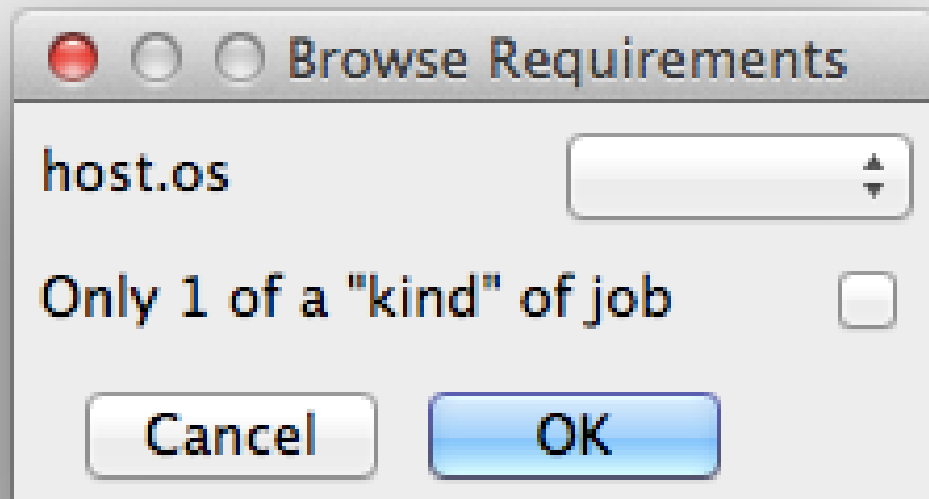 Browse Requirements
host.os
Only 1 of a "kind" of job
Cancel OK